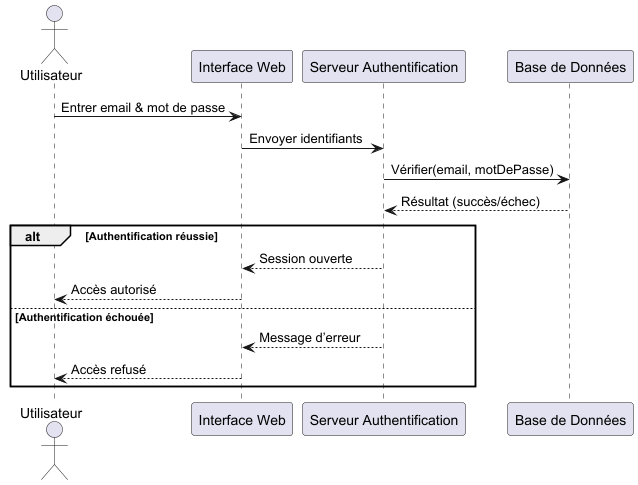 Utilisateur
Interface Web
Serveur Authentification
Base de Données
Entrer email & mot de passe
Envoyer identifiants
Vérifier(email, motDePasse)
Résultat (succès/échec)
alt
[Authentification réussie]
Session ouverte
Accès autorisé
[Authentification échouée]
Message d’erreur
Accès refusé
Utilisateur
Interface Web
Serveur Authentification
Base de Données